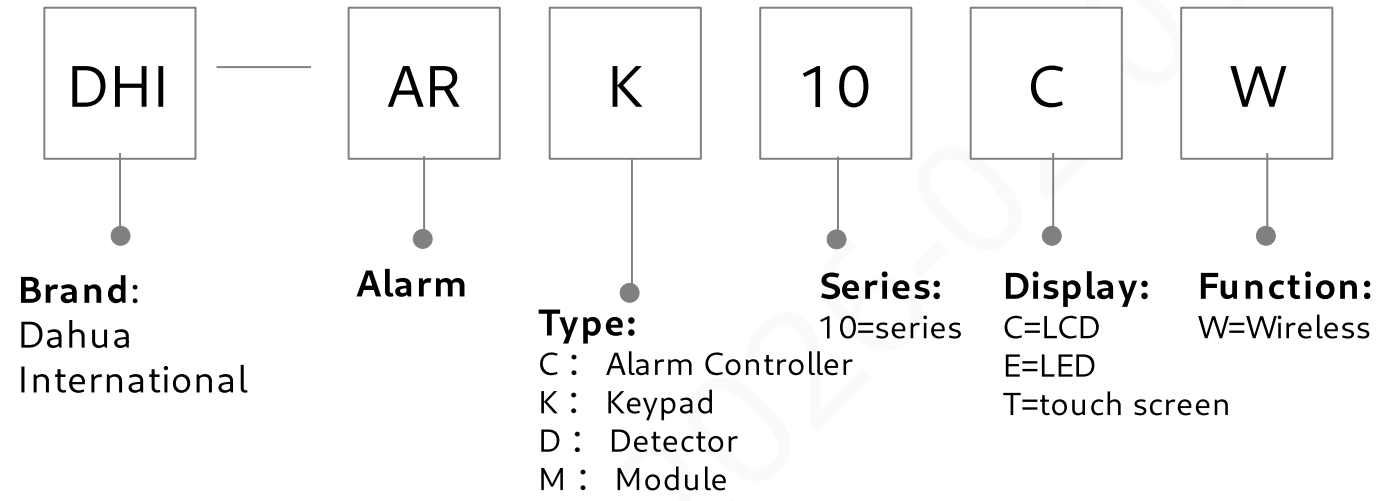 DHI — AR K 10 C W
Brand:
Dahua
International
Alarm
Type:
C： Alarm Controller
K： Keypad
D： Detector
M： Module
Series:
10=series
Display:
C=LCD
E=LED
T=touch screen
Function:
W=Wireless